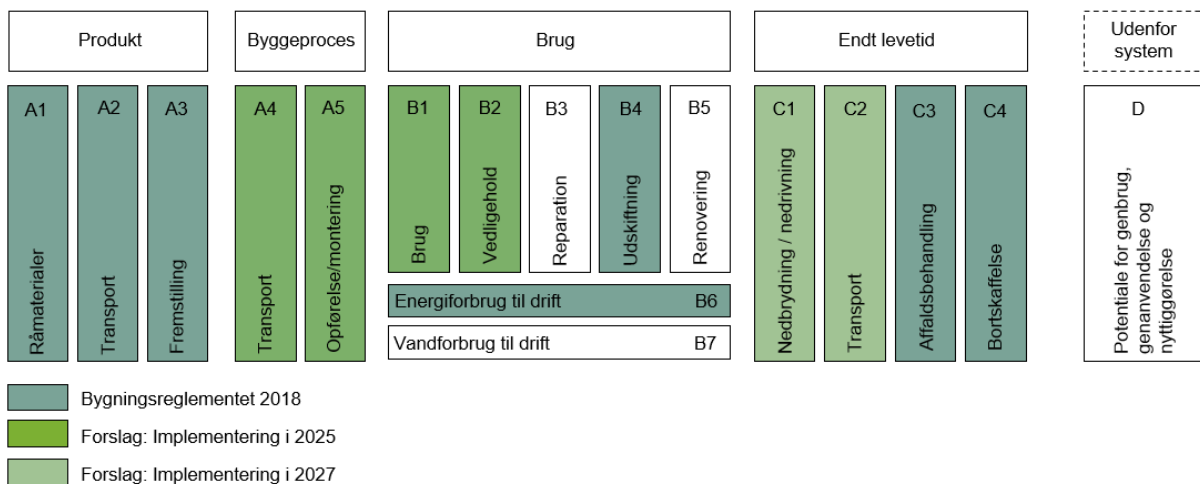 Produkt
Byggeproces
Brug
Endt levetid
Udenfor
system
A1
Råmaterialer
A2
Transport
A3
Fremstilling
A4
Transport
A5
Opførelse/montering
B1
Brug
B2
Vedligehold
B3
Reparation
B4
Udskiftning
B5
Renovering
Energiforbrug til drift B6
Vandforbrug til drift B7
C1
Nedbrydning / nedrivning
C2
Transport
C3
Affaldsbehandling
C4
Bortskaffelse
D
Potentiale for genbrug,
genanvendelse og
nyttiggørelse
Bygningsreglementet 2018
Forslag: Implementering i 2025
Forslag: Implementering i 2027